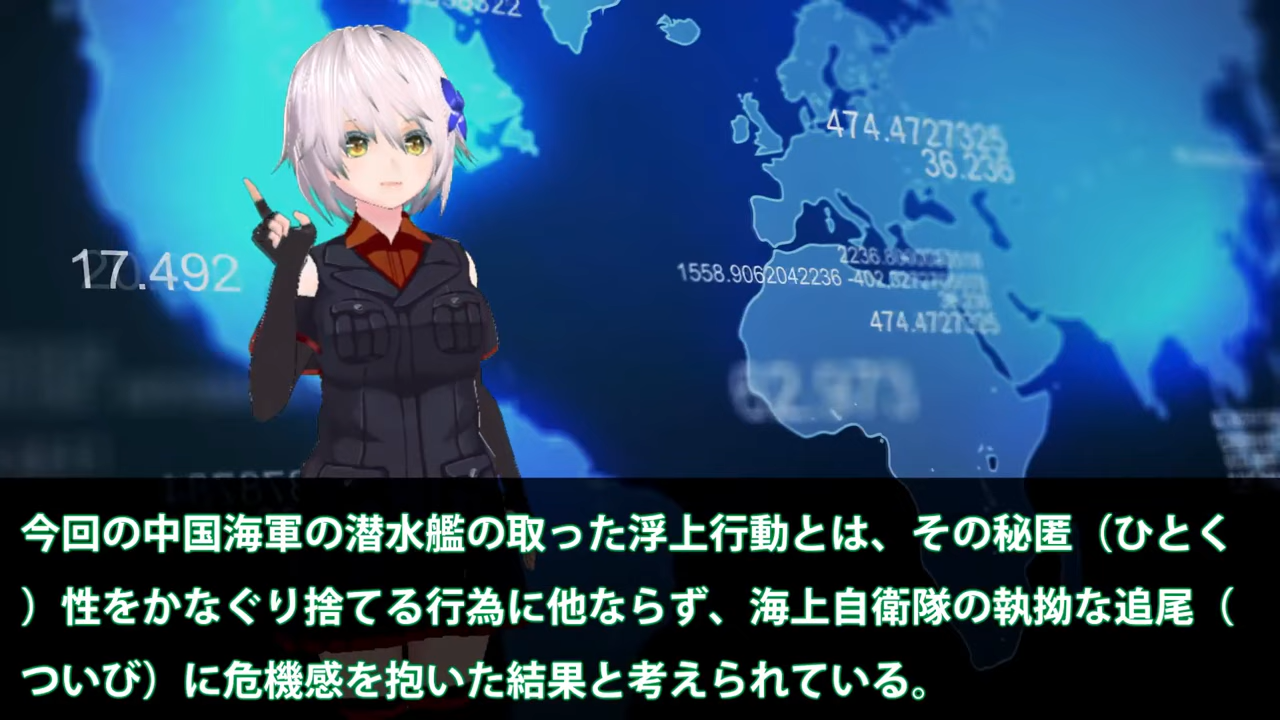 17.492
474.4727325
36.236
1558.9062042236
474.4727325
62.973
今回の中国海軍の潜水艦の取った浮上行動とは、その秘匿（ひとく
）性をかなぐり捨てる行為に他ならず、海上自衛隊の執拗な追尾（
ついび）に危機感を抱いた結果と考えられている。